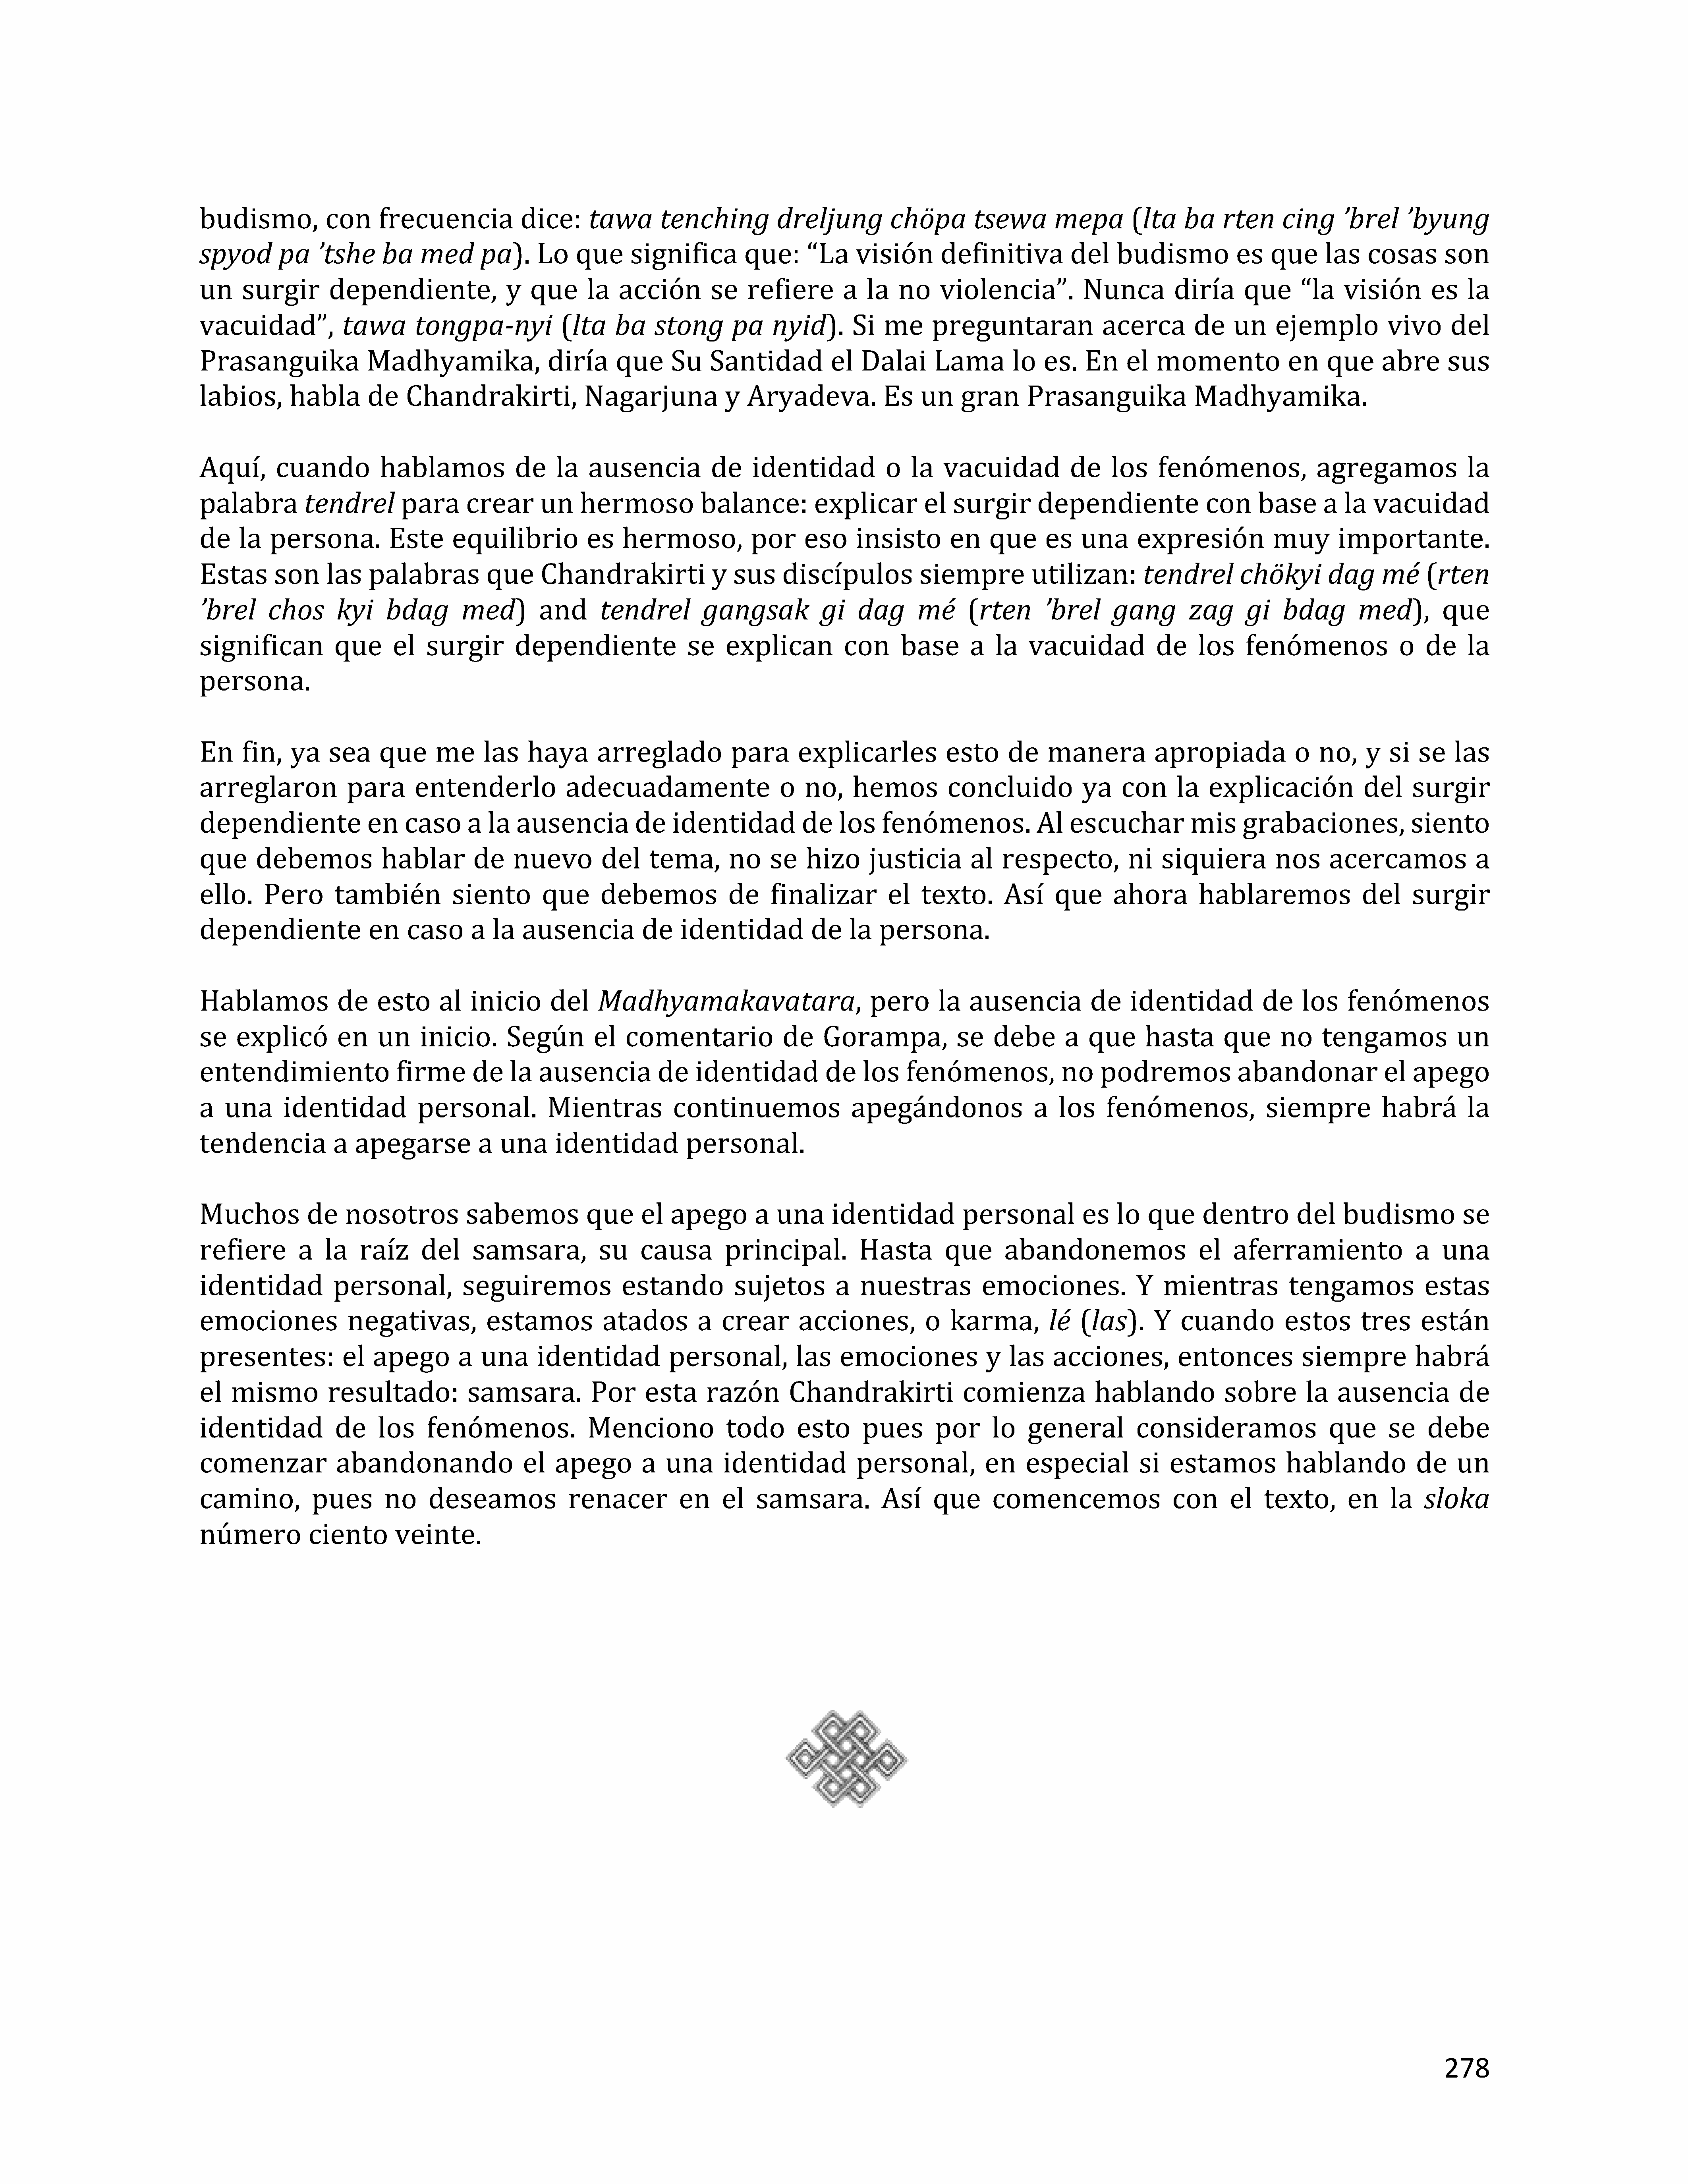 budismo, con frecuencia dice: tawa tenching dreljung chöpa tsewa mepa (lta ba rten cing ’brel ’byung
spyod pa ’tshe ba med pa). Lo que significa que: “La visión definitiva del budismo es que las cosas son
un surgir dependiente, y que la acción se refiere a la no violencia”. Nunca diría que “la visión es la
vacuidad”, tawa tongpa-nyi (lta ba stong pa nyid). Si me preguntaran acerca de un ejemplo vivo del
Prasanguika Madhyamika, diría que Su Santidad el Dalai Lama lo es. En el momento en que abre sus
labios, habla de Chandrakirti, Nagarjuna y Aryadeva. Es un gran Prasanguika Madhyamika.
Aquí, cuando hablamos de la ausencia de identidad o la vacuidad de los fenómenos, agregamos la
palabra tendrel para crear un hermoso balance: explicar el surgir dependiente con base a la vacuidad
de la persona. Este equilibrio es hermoso, por eso insisto en que es una expresión muy importante.
Estas son las palabras que Chandrakirti y sus discípulos siempre utilizan: tendrel chökyi dag mé (rten
’brel chos kyi bdag med) and tendrel gangsak gi dag mé (rten ’brel gang zag gi bdag med), que
significan que el surgir dependiente se explican con base a la vacuidad de los fenómenos o de la
persona.
En fin, ya sea que me las haya arreglado para explicarles esto de manera apropiada o no, y si se las
arreglaron para entenderlo adecuadamente o no, hemos concluido ya con la explicación del surgir
dependiente en caso a la ausencia de identidad de los fenómenos. Al escuchar mis grabaciones, siento
que debemos hablar de nuevo del tema, no se hizo justicia al respecto, ni siquiera nos acercamos a
ello. Pero también siento que debemos de finalizar el texto. Así que ahora hablaremos del surgir
dependiente en caso a la ausencia de identidad de la persona.
Hablamos de esto al inicio del Madhyamakavatara, pero la ausencia de identidad de los fenómenos
se explicó en un inicio. Según el comentario de Gorampa, se debe a que hasta que no tengamos un
entendimiento firme de la ausencia de identidad de los fenómenos, no podremos abandonar el apego
a una identidad personal. Mientras continuemos apegándonos a los fenómenos, siempre habrá la
tendencia a apegarse a una identidad personal.
Muchos de nosotros sabemos que el apego a una identidad personal es lo que dentro del budismo se
refiere a la raíz del samsara, su causa principal. Hasta que abandonemos el aferramiento a una
identidad personal, seguiremos estando sujetos a nuestras emociones. Y mientras tengamos estas
emociones negativas, estamos atados a crear acciones, o karma, lé (las). Y cuando estos tres están
presentes: el apego a una identidad personal, las emociones y las acciones, entonces siempre habrá
el mismo resultado: samsara. Por esta razón Chandrakirti comienza hablando sobre la ausencia de
identidad de los fenómenos. Menciono todo esto pues por lo general consideramos que se debe
comenzar abandonando el apego a una identidad personal, en especial si estamos hablando de un
camino, pues no deseamos renacer en el samsara. Así que comencemos con el texto, en la sloka
número ciento veinte.
278